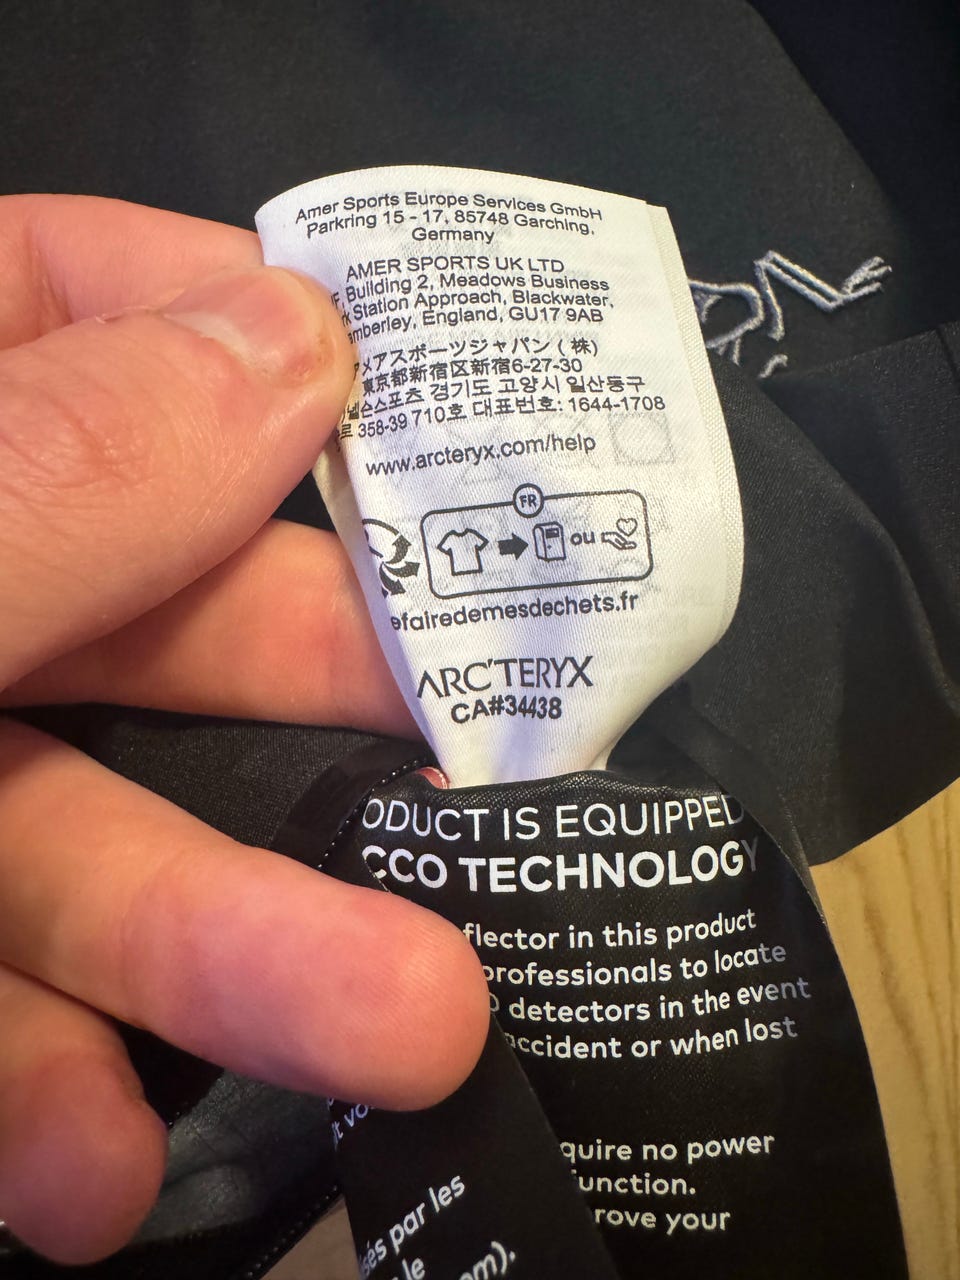 Amer Sports Europe Services GmbH
Parkring 15 - 17, 85748 Garching,
Germany
AMER SPORTS UK LTD
Building 2, Meadows Business
Station Approach, Blackwater,
England, GU17 9AB
アメアスポーツジャパン ( 株)
東京都新宿区新宿6-27-30
경기도 고양시 일산동구
358-39 710호 대표번호: 1644-1708
www.arcteryx.com/help
FR
ou
efairedemesdechets.fr
ARC'TERYX
CA#34438
ODUCT IS EQUIPPED
CCO TECHNOLOGY
flector in this product
professionals to locate
detectors in the event
accident or when lost
quire no power
unction.
rove your
par les
le
om).